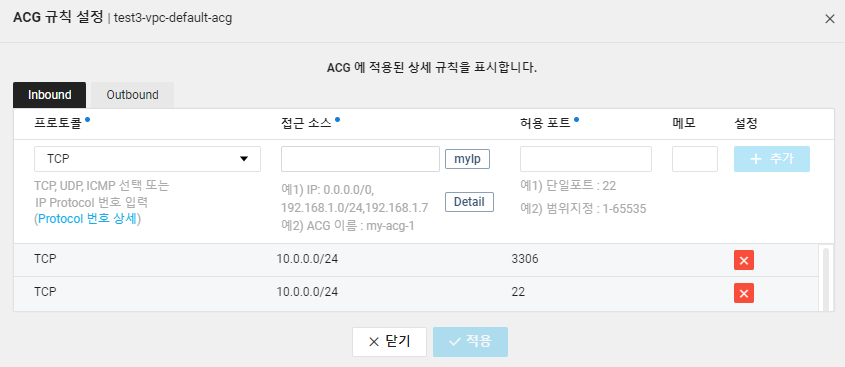 ACG 규칙 설정 | test3-vpc-default-acg
ACG 에 적용된 상세 규칙을 표시합니다.
Inbound Outbound
프로토콜 접근 소스 허용 포트 메모 설정
TCP myIp + 추가
TCP, UDP, ICMP 선택 또는
IP Protocol 번호 입력
(Protocol 번호 상세)
예1) IP: 0.0.0.0/0,
192.168.1.0/24,192.168.1.7
예2) ACG 이름 : my-acg-1
Detail
예1) 단일포트 : 22
예2) 범위지정 : 1-65535
TCP 10.0.0.0/24 3306
TCP 10.0.0.0/24 22
닫기 적용